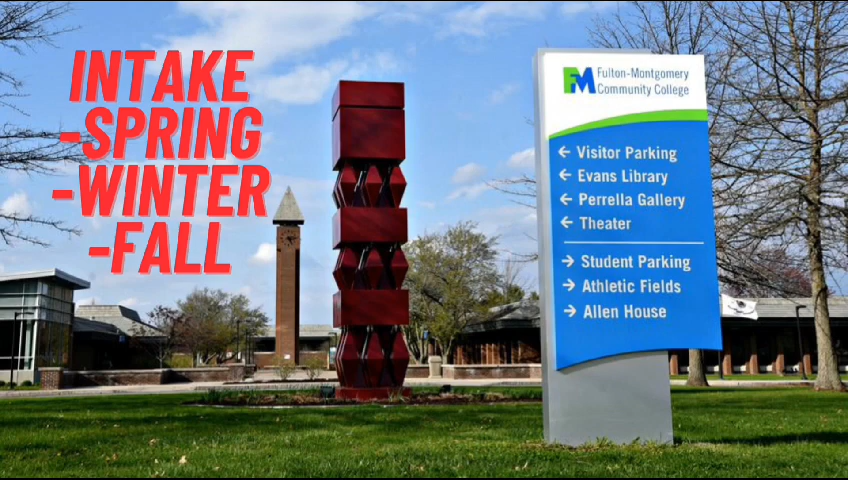 INTAKE
-SPRING
-WINTER
-FALL
FM Fulton-Montgomery
Community College
← Visitor Parking
← Evans Library
← Perrella Gallery
← Theater
→ Student Parking
→ Athletic Fields
→ Allen House